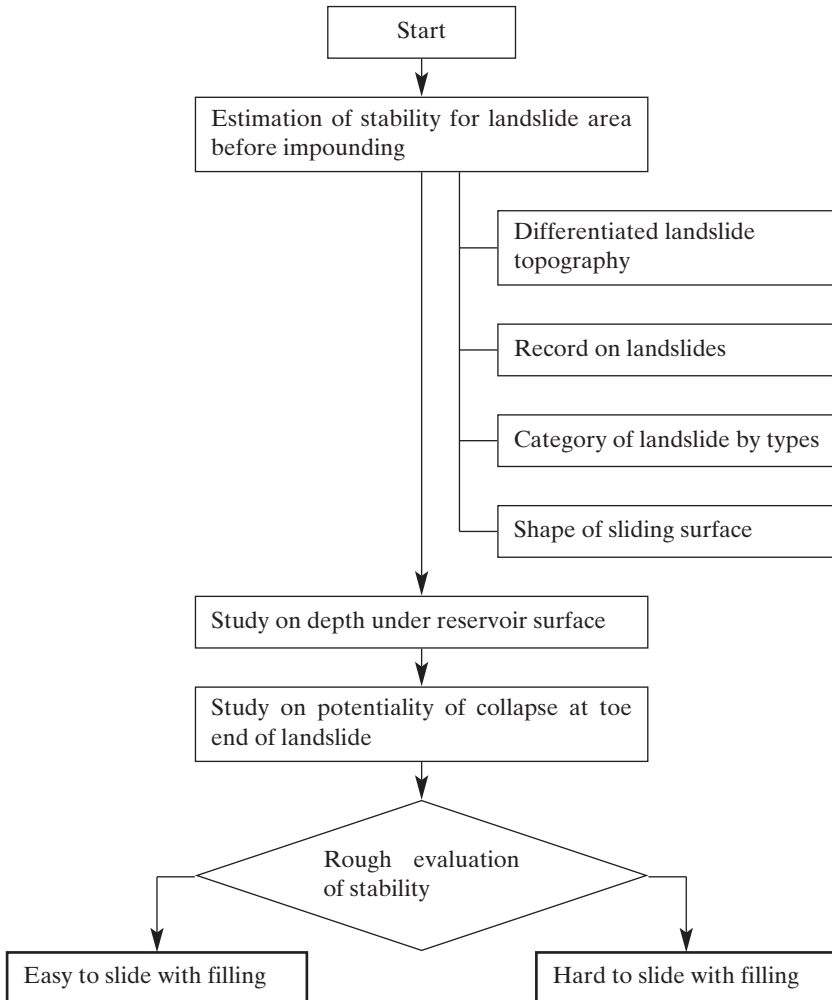 Start
Estimation of stability for landslide area
before impounding
Differentiated landslide
topography
Record on landslides
Category of landslide by types
Shape of sliding surface
Study on depth under reservoir surface
Study on potentiality of collapse at toe
end of landslide
Rough evaluation
of stability
Easy to slide with filling
Hard to slide with filling